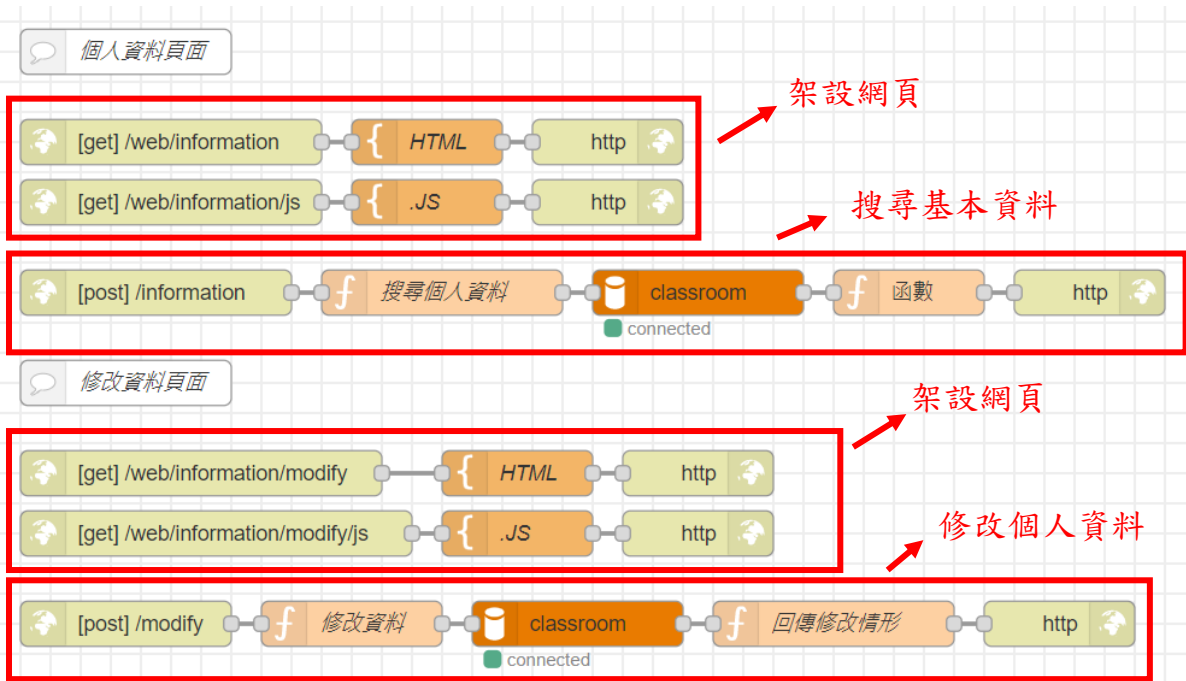 個人資料頁面
架設網頁
[get] /web/information HTML http
[get] /web/information/js .JS http
搜尋基本資料
[post] /information 搜尋個人資料 classroom 函數 http
connected
修改資料頁面
架設網頁
[get] /web/information/modify HTML http
[get] /web/information/modify/js .JS http
修改個人資料
[post] /modify 修改資料 classroom 回傳修改情形 http
connected